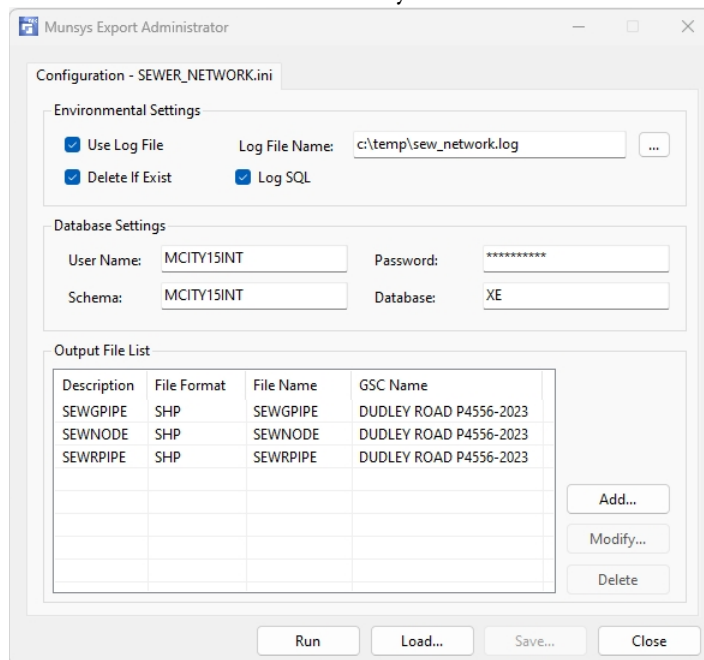 Munsys Export Administrator
Configuration - SEWER_NETWORK.ini
Environmental Settings
Use Log File Log File Name: c:\temp\sew_network.log ...
Delete If Exist Log SQL
Database Settings
User Name: MCITY15INT Password: **********
Schema: MCITY15INT Database: XE
Output File List
Description File Format File Name GSC Name
SEWGPIPE SHP SEWGPIPE DUDLEY ROAD P4556-2023
SEWNODE SHP SEWNODE DUDLEY ROAD P4556-2023
SEWRPIPE SHP SEWRPIPE DUDLEY ROAD P4556-2023
Add...
Modify...
Delete
Run Load... Save... Close